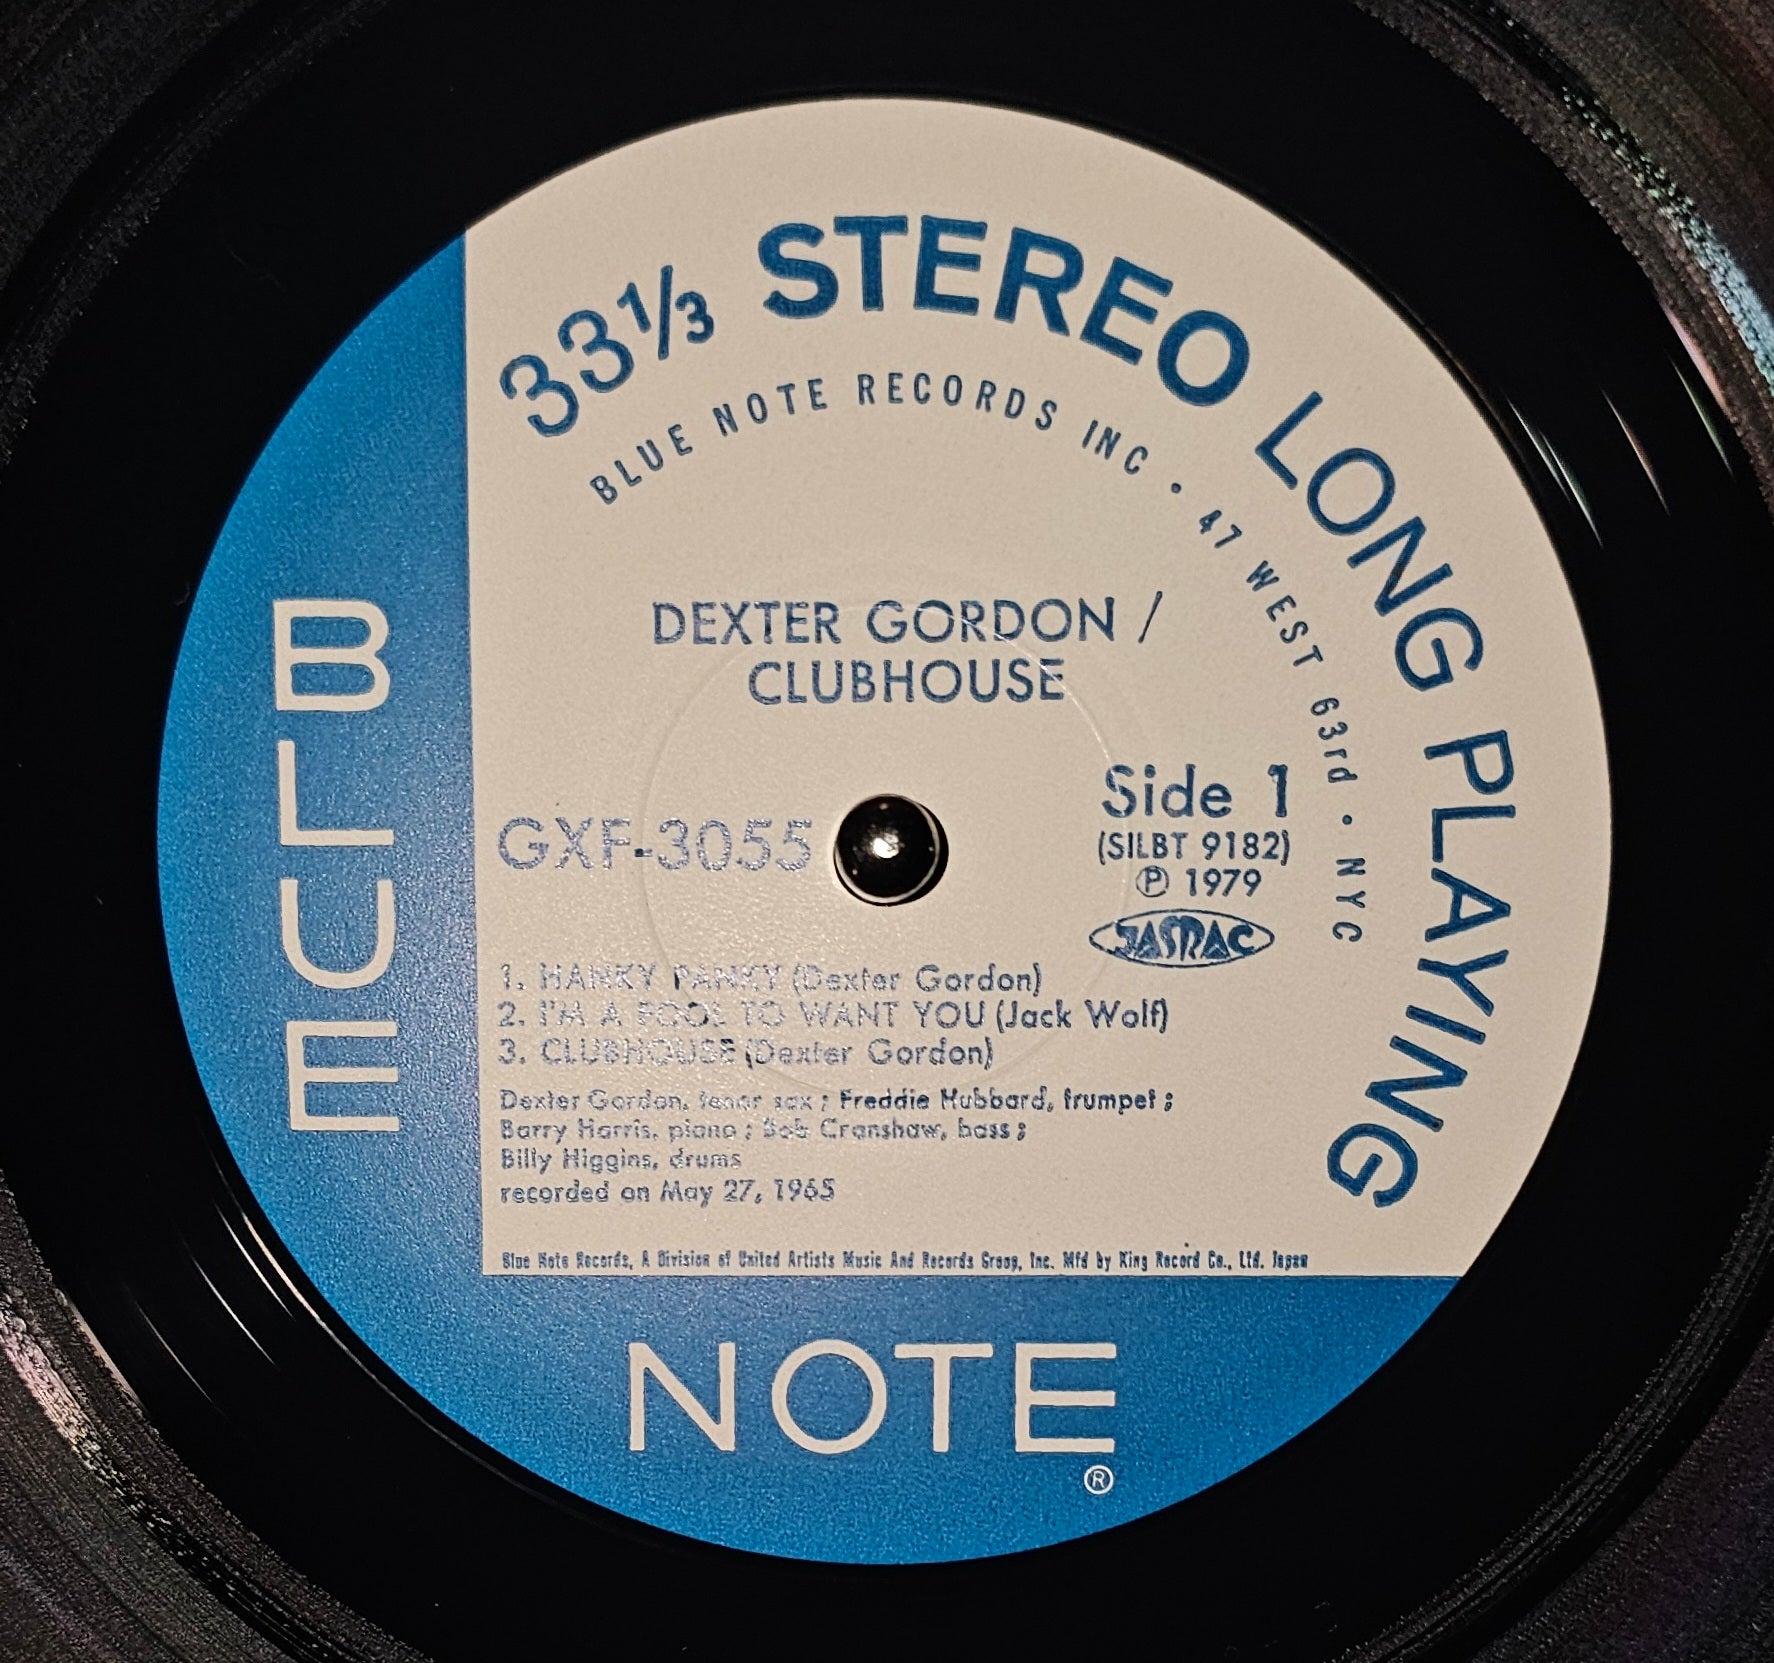 33 1/3 STEREO LONG PLAYING
BLUE NOTE RECORDS INC • 47 WEST 63rd • NYC
DEXTER GORDON /
CLUBHOUSE
Side 1
GXF-3055
(SILBT 9182)
Ⓟ 1979
JASRAC
1. HANKY PANKY (Dexter Gordon)
2. I'M A FOOL TO WANT YOU (Jack Wolf)
3. CLUBHOUSE (Dexter Gordon)
Dexter Gordon, tenor sax ; Freddie Hubbard, trumpet ;
Barry Harris, piano ; Bob Cranshaw, bass ;
Billy Higgins, drums
recorded on May 27, 1965
Blue Note Records, A Division of United Artists Music And Records Group, Inc. Mfd by King Record Co., Ltd. Japan
BLUE
NOTE
®